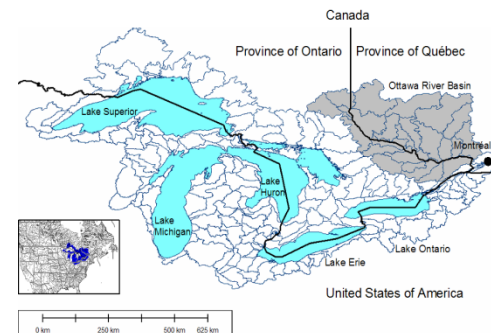 Canada
Province of Ontario
Province of Québec
Ottawa River Basin
Lake Superior
Montréal
Lake
Huron
Lake
Michigan
Lake Ontario
Lake Erie
United States of America
0 km
250 km
500 km
625 km